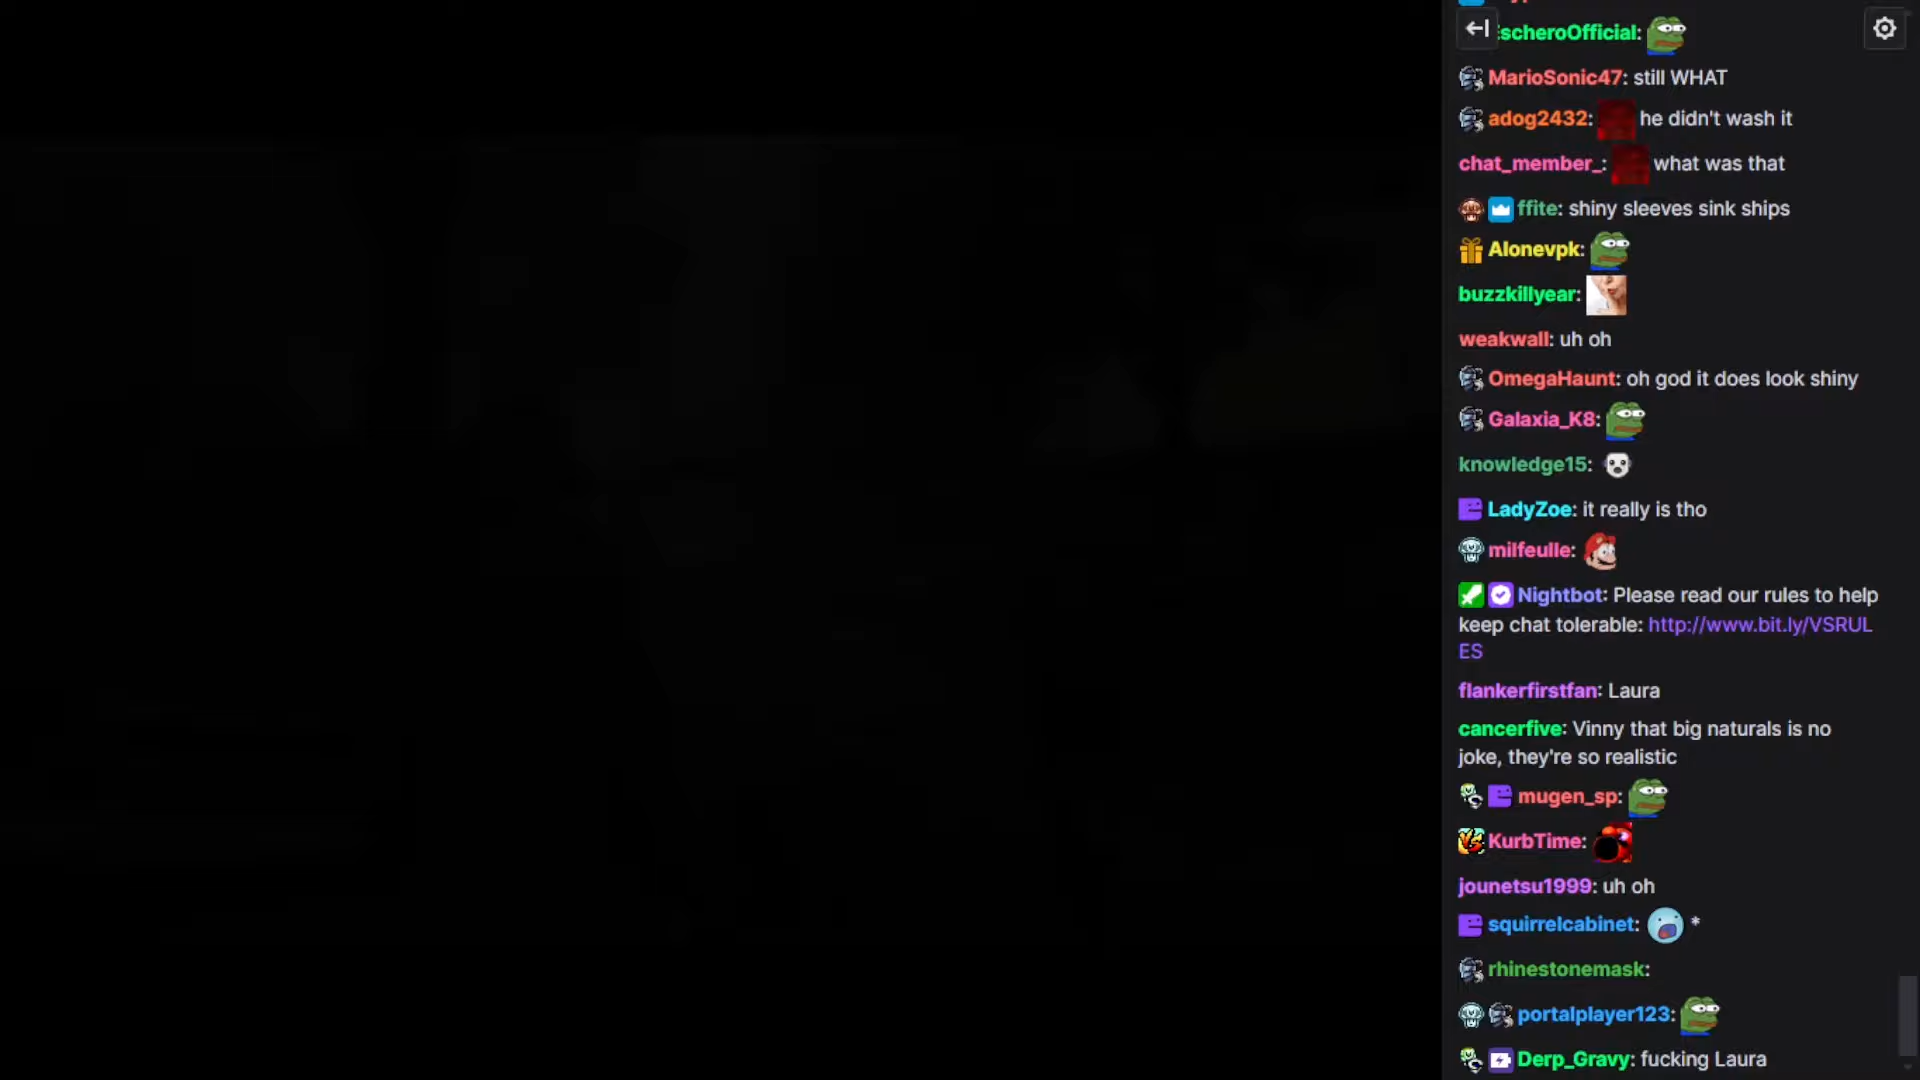 scheroOfficial:
MarioSonic47: still WHAT
adog2432: he didn't wash it
chat_member_: what was that
ffite: shiny sleeves sink ships
Alonevpk:
buzzkillyear:
weakwall: uh oh
OmegaHaunt: oh god it does look shiny
Galaxia_K8:
knowledge15:
LadyZoe: it really is tho
milfeulle:
Nightbot: Please read our rules to help
keep chat tolerable: http://www.bit.ly/VSRUL
ES
flankerfirstfan: Laura
cancerfive: Vinny that big naturals is no
joke, they're so realistic
mugen_sp:
KurbTime:
jounetsu1999: uh oh
squirrelcabinet: *
rhinestonemask:
portalplayer123:
Derp_Gravy: fucking Laura